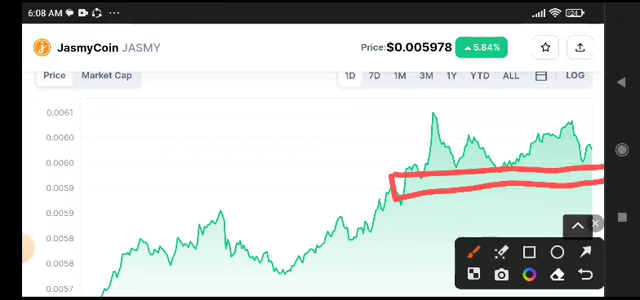 6:08 AM
24
JasmyCoin JASMY
Price: $0.005978 5.84%
Price Market Cap
1D 7D 1M 3M 1Y YTD ALL LOG
0.0061
0.0060
0.0060
0.0059
0.0059
0.0058
0.0058
0.0057